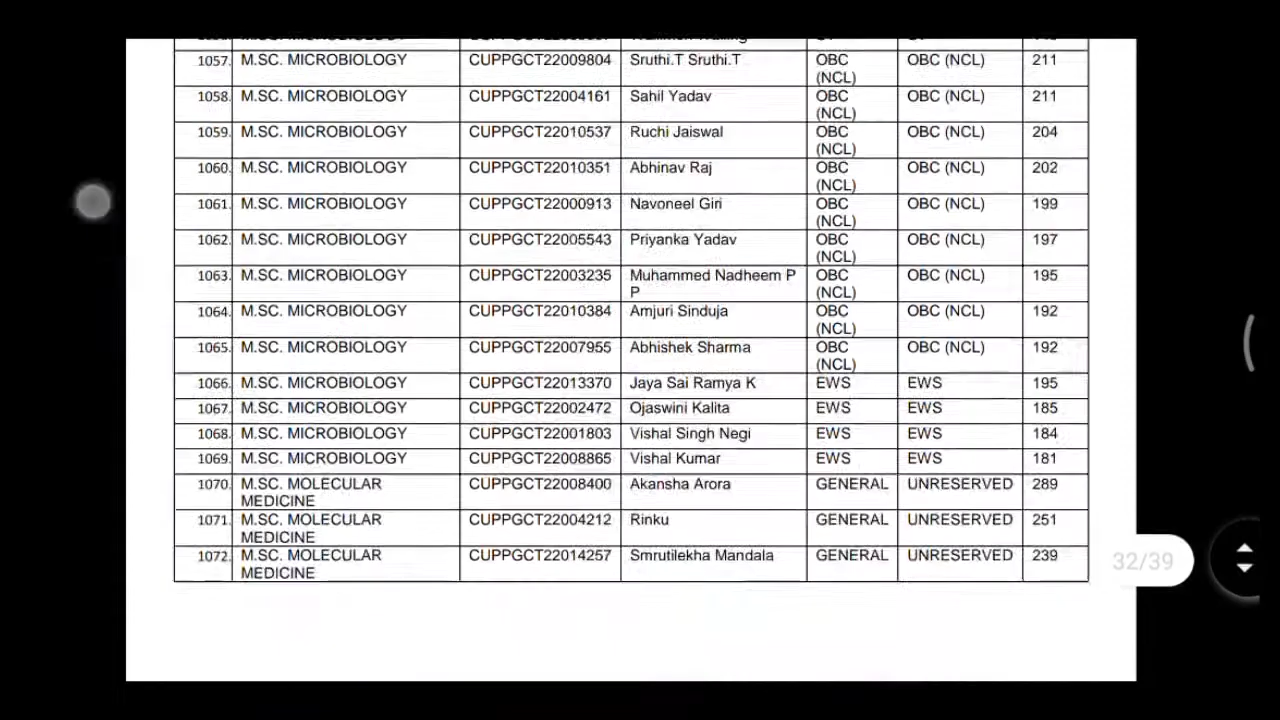 1057. M.SC. MICROBIOLOGY CUPPGCT22009804 Sruthi.T Sruthi.T OBC (NCL) OBC (NCL) 211
1058. M.SC. MICROBIOLOGY CUPPGCT22004161 Sahil Yadav OBC (NCL) OBC (NCL) 211
1059. M.SC. MICROBIOLOGY CUPPGCT22010537 Ruchi Jaiswal OBC (NCL) OBC (NCL) 204
1060. M.SC. MICROBIOLOGY CUPPGCT22010351 Abhinav Raj OBC (NCL) OBC (NCL) 202
1061. M.SC. MICROBIOLOGY CUPPGCT22000913 Navoneel Giri OBC (NCL) OBC (NCL) 199
1062. M.SC. MICROBIOLOGY CUPPGCT22005543 Priyanka Yadav OBC (NCL) OBC (NCL) 197
1063. M.SC. MICROBIOLOGY CUPPGCT22003235 Muhammed Nadheem P P OBC (NCL) OBC (NCL) 195
1064. M.SC. MICROBIOLOGY CUPPGCT22010384 Amjuri Sinduja OBC (NCL) OBC (NCL) 192
1065. M.SC. MICROBIOLOGY CUPPGCT22007955 Abhishek Sharma OBC (NCL) OBC (NCL) 192
1066. M.SC. MICROBIOLOGY CUPPGCT22013370 Jaya Sai Ramya K EWS EWS 195
1067. M.SC. MICROBIOLOGY CUPPGCT22002472 Ojaswini Kalita EWS EWS 185
1068. M.SC. MICROBIOLOGY CUPPGCT22001803 Vishal Singh Negi EWS EWS 184
1069. M.SC. MICROBIOLOGY CUPPGCT22008865 Vishal Kumar EWS EWS 181
1070. M.SC. MOLECULAR MEDICINE CUPPGCT22008400 Akansha Arora GENERAL UNRESERVED 289
1071. M.SC. MOLECULAR MEDICINE CUPPGCT22004212 Rinku GENERAL UNRESERVED 251
1072. M.SC. MOLECULAR MEDICINE CUPPGCT22014257 Smrutilekha Mandala GENERAL UNRESERVED 239
32/39